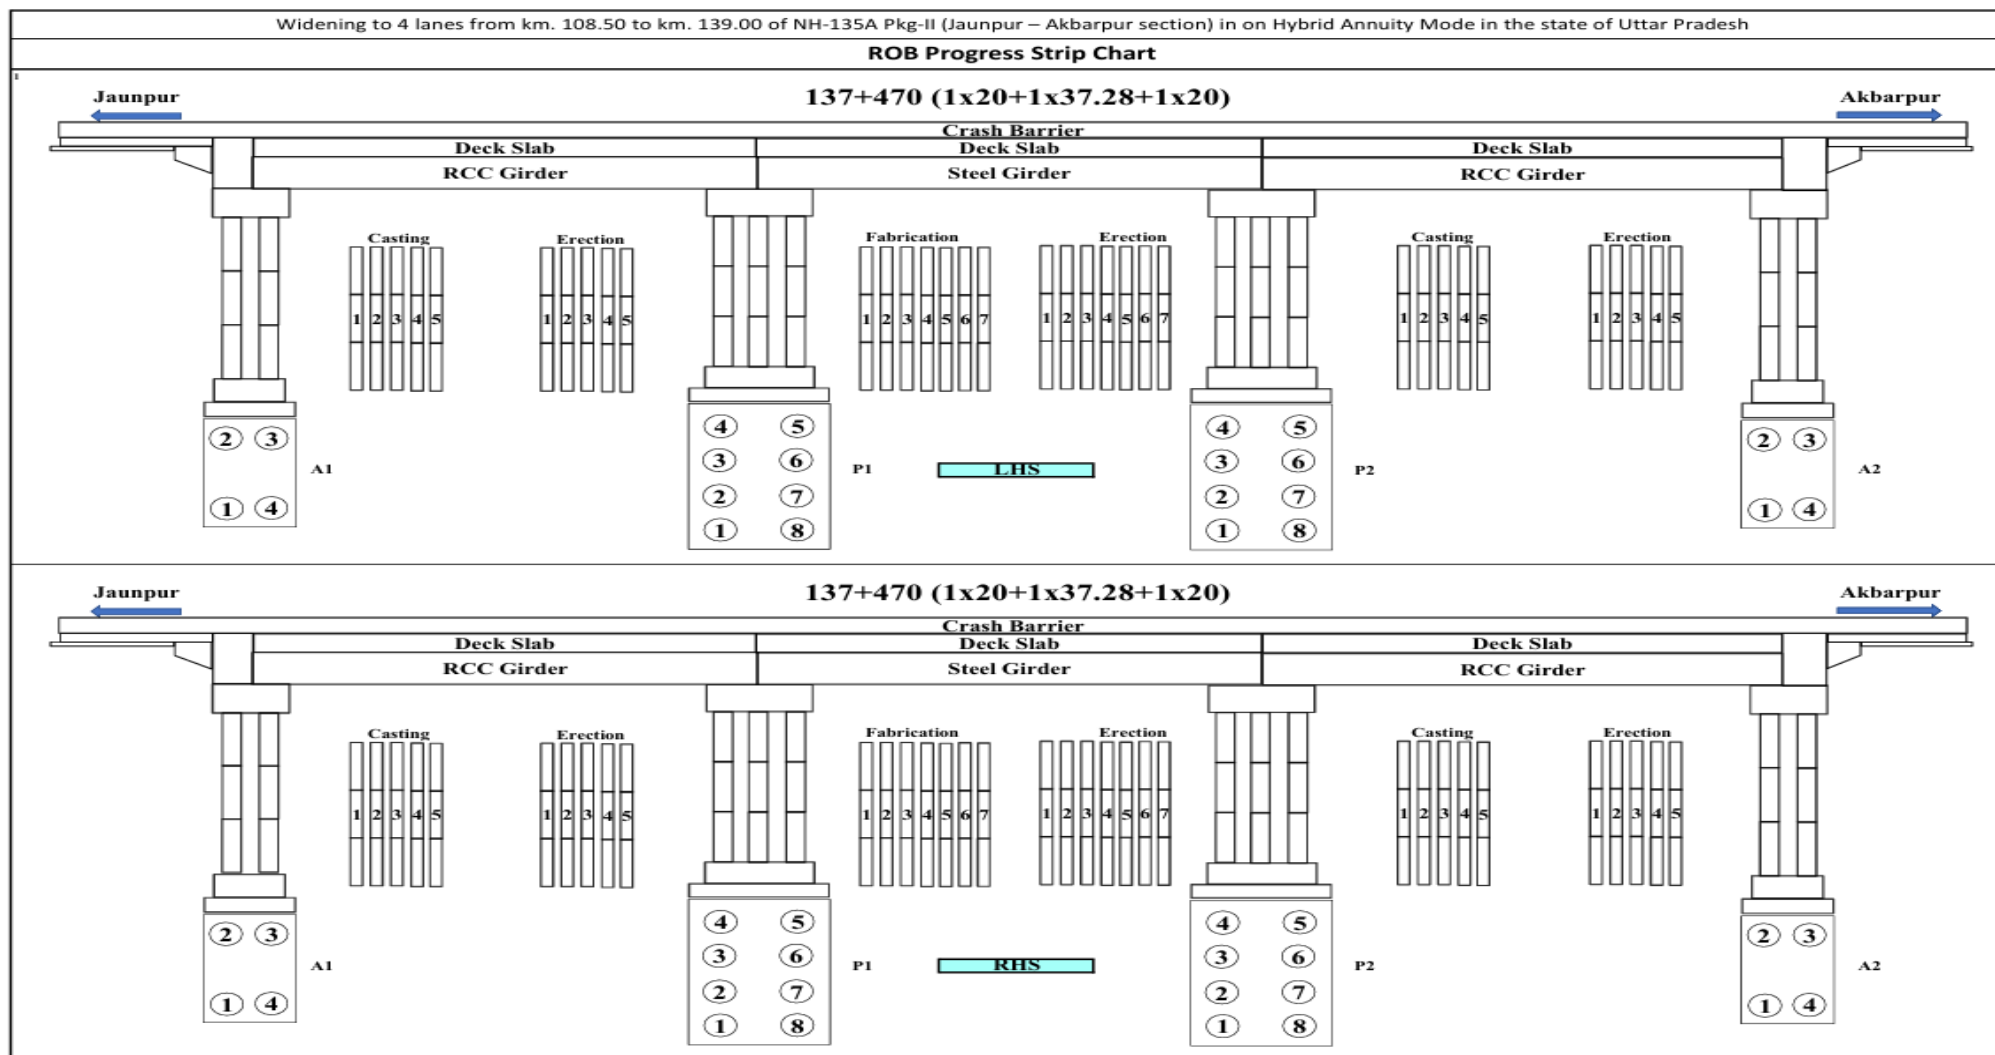 Widening to 4 lanes from km. 108.50 to km. 139.00 of NH-135A Pkg-II (Jaunpur – Akbarpur section) in on Hybrid Annuity Mode in the state of Uttar Pradesh
ROB Progress Strip Chart
1
Jaunpur 137+470 (1x20+1x37.28+1x20) Akbarpur
Crash Barrier
Deck Slab Deck Slab Deck Slab
RCC Girder Steel Girder RCC Girder
Casting Erection Fabrication Erection Casting Erection
1 2 3 4 5 1 2 3 4 5 1 2 3 4 5 6 7 1 2 3 4 5 6 7 1 2 3 4 5 1 2 3 4 5
4 5 4 5
2 3 2 3
3 6 3 6
A1 P1 LHS P2 A2
2 7 2 7
1 4 1 4
1 8 1 8
Jaunpur 137+470 (1x20+1x37.28+1x20) Akbarpur
Crash Barrier
Deck Slab Deck Slab Deck Slab
RCC Girder Steel Girder RCC Girder
Casting Erection Fabrication Erection Casting Erection
1 2 3 4 5 1 2 3 4 5 1 2 3 4 5 6 7 1 2 3 4 5 6 7 1 2 3 4 5 1 2 3 4 5
4 5 4 5
2 3 2 3
3 6 3 6
A1 P1 RHS P2 A2
2 7 2 7
1 4 1 4
1 8 1 8